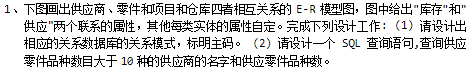 1、下图画出供应商、零件和项目和仓库四者相互关系的 E-R 模型图，图中给出"库存"和"
供应"两个联系的属性，其他每类实体的属性自定。完成下列设计工作：(1) 请设计出
相应的关系数据库的关系模式，标明主码。 (2) 请设计一个 SQL 查询语句,查询供应
零件品种数目大于 10 种的供应商的名字和供应零件品种数。